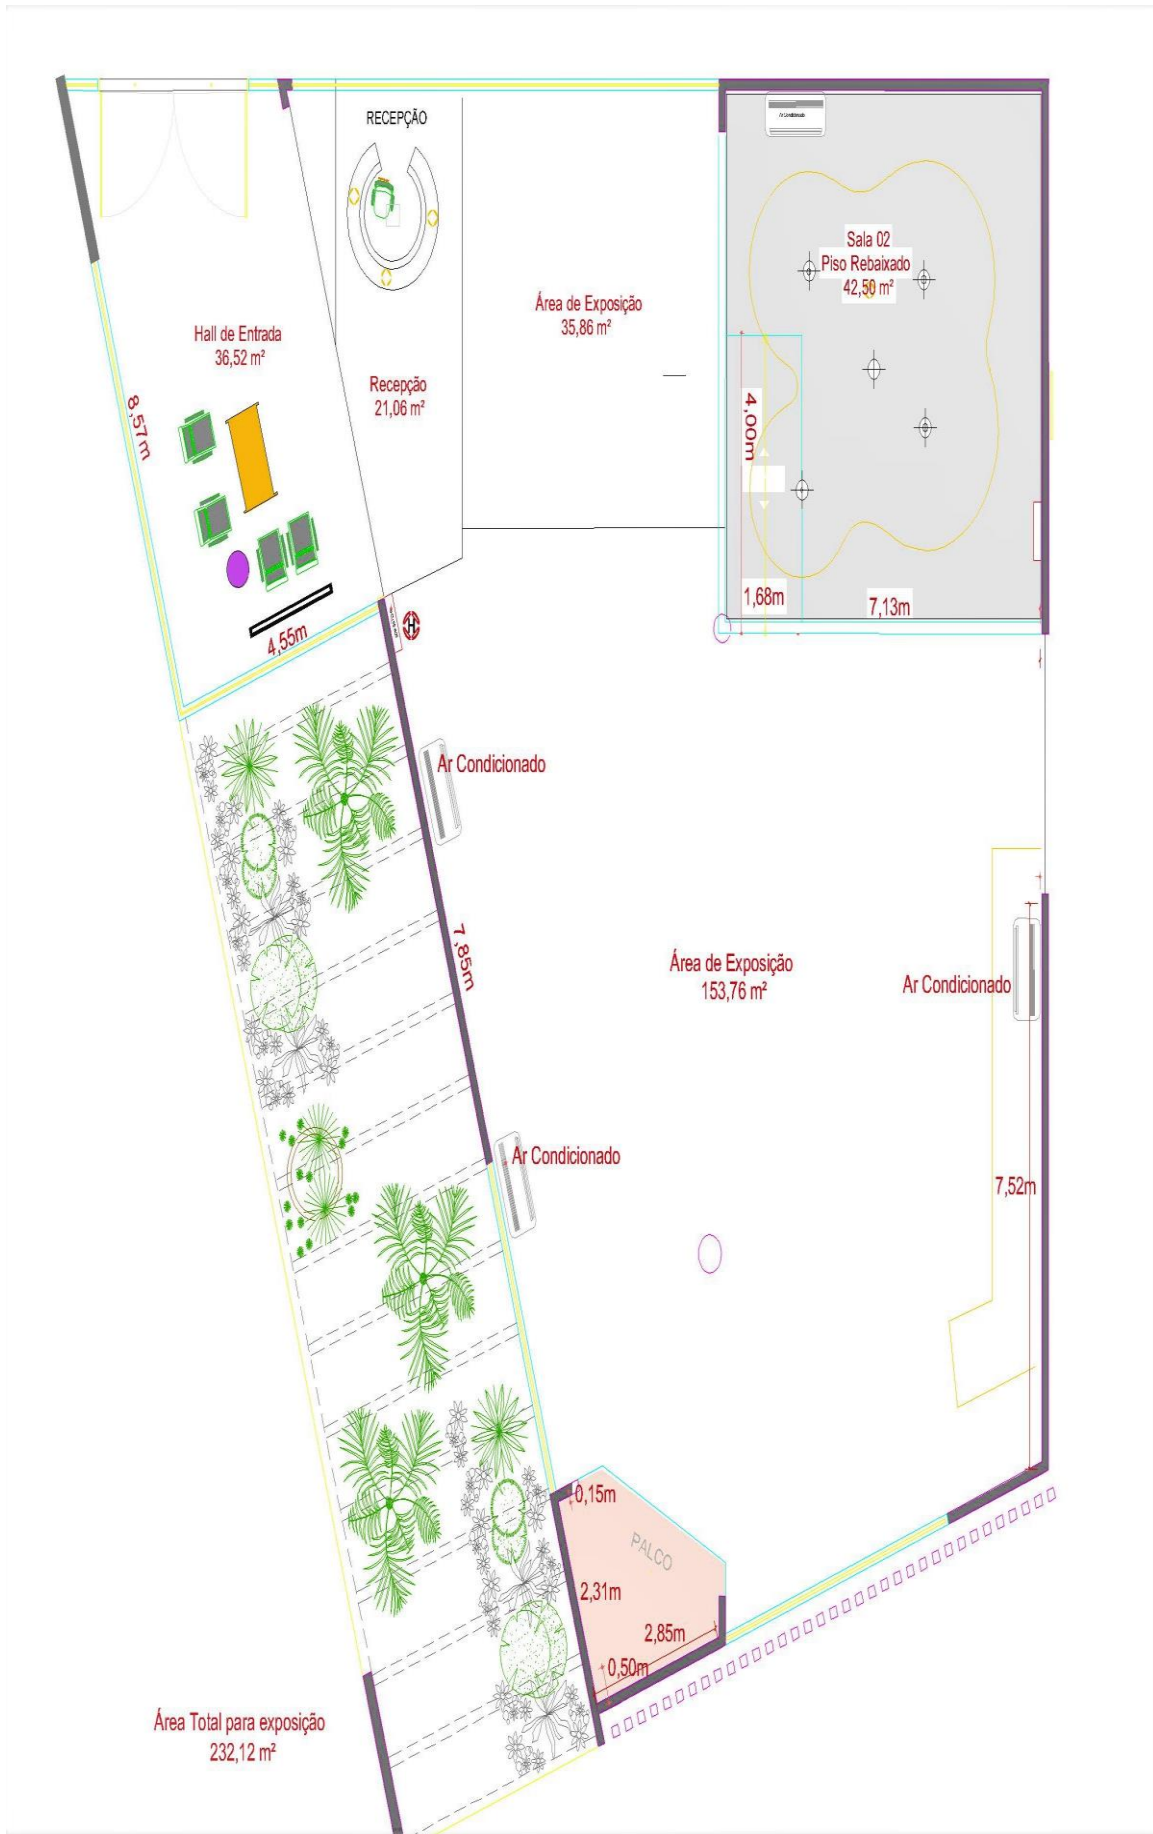 RECEPÇÃO
Ar Condicionado
Sala 02
Piso Rebaixado
42,50 m²
Área de Exposição
35,86 m²
Hall de Entrada
36,52 m²
Recepção
21,06 m²
8,57m
4,00m
1,68m
7,13m
4,55m
H
Ar Condicionado
7,85m
Área de Exposição
153,76 m²
Ar Condicionado
Ar Condicionado
7,52m
0,15m
PALCO
2,31m
2,85m
0,50m
Área Total para exposição
232,12 m²